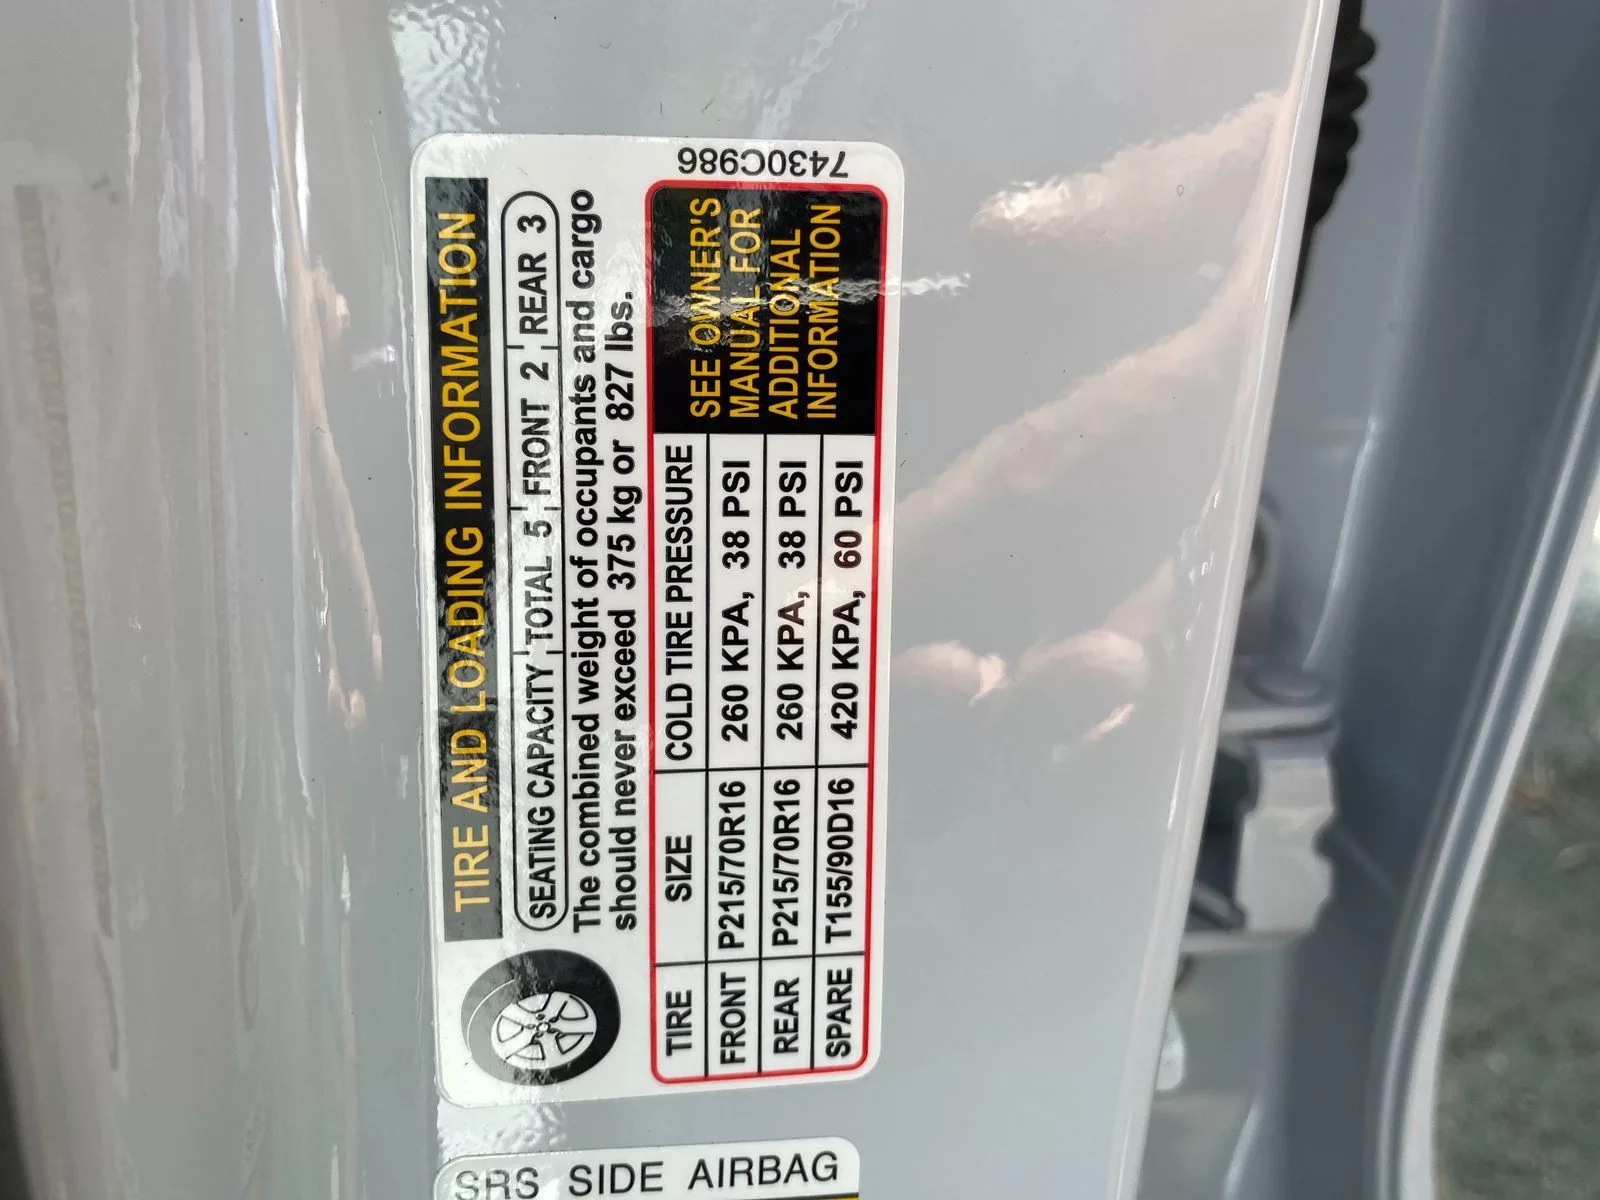 TIRE AND LOADING INFORMATION
SEATING CAPACITY TOTAL 5 FRONT 2 REAR 3
The combined weight of occupants and cargo
should never exceed 375 kg or 827 lbs.
TIRE SIZE COLD TIRE PRESSURE
FRONT P215/70R16 260 KPA, 38 PSI
REAR P215/70R16 260 KPA, 38 PSI
SPARE T155/90D16 420 KPA, 60 PSI
SEE OWNER'S
MANUAL FOR
ADDITIONAL
INFORMATION
7430C986
SRS SIDE AIRBAG